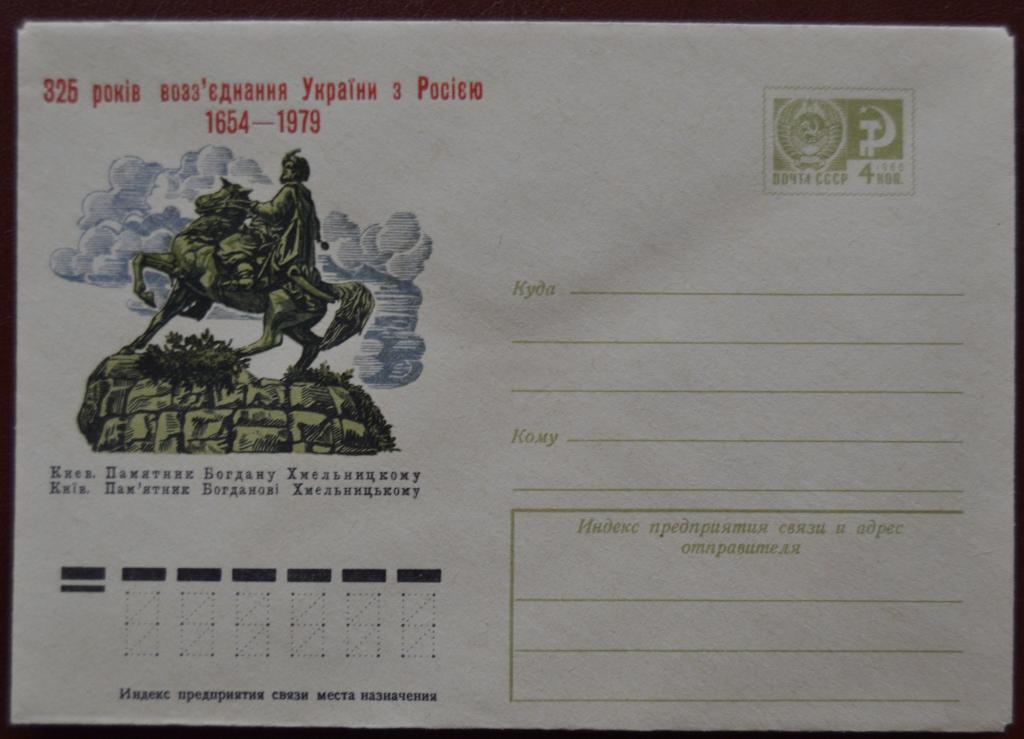 325 років возз'єднання України з Росією
1654—1979
1966
ПОЧТА СССР 4 КОП.
Куда
Кому
Киев. Памятник Богдану Хмельницкому
Київ. Пам'ятник Богданові Хмельницькому
Индекс предприятия связи и адрес
отправителя
Индекс предприятия связи места назначения